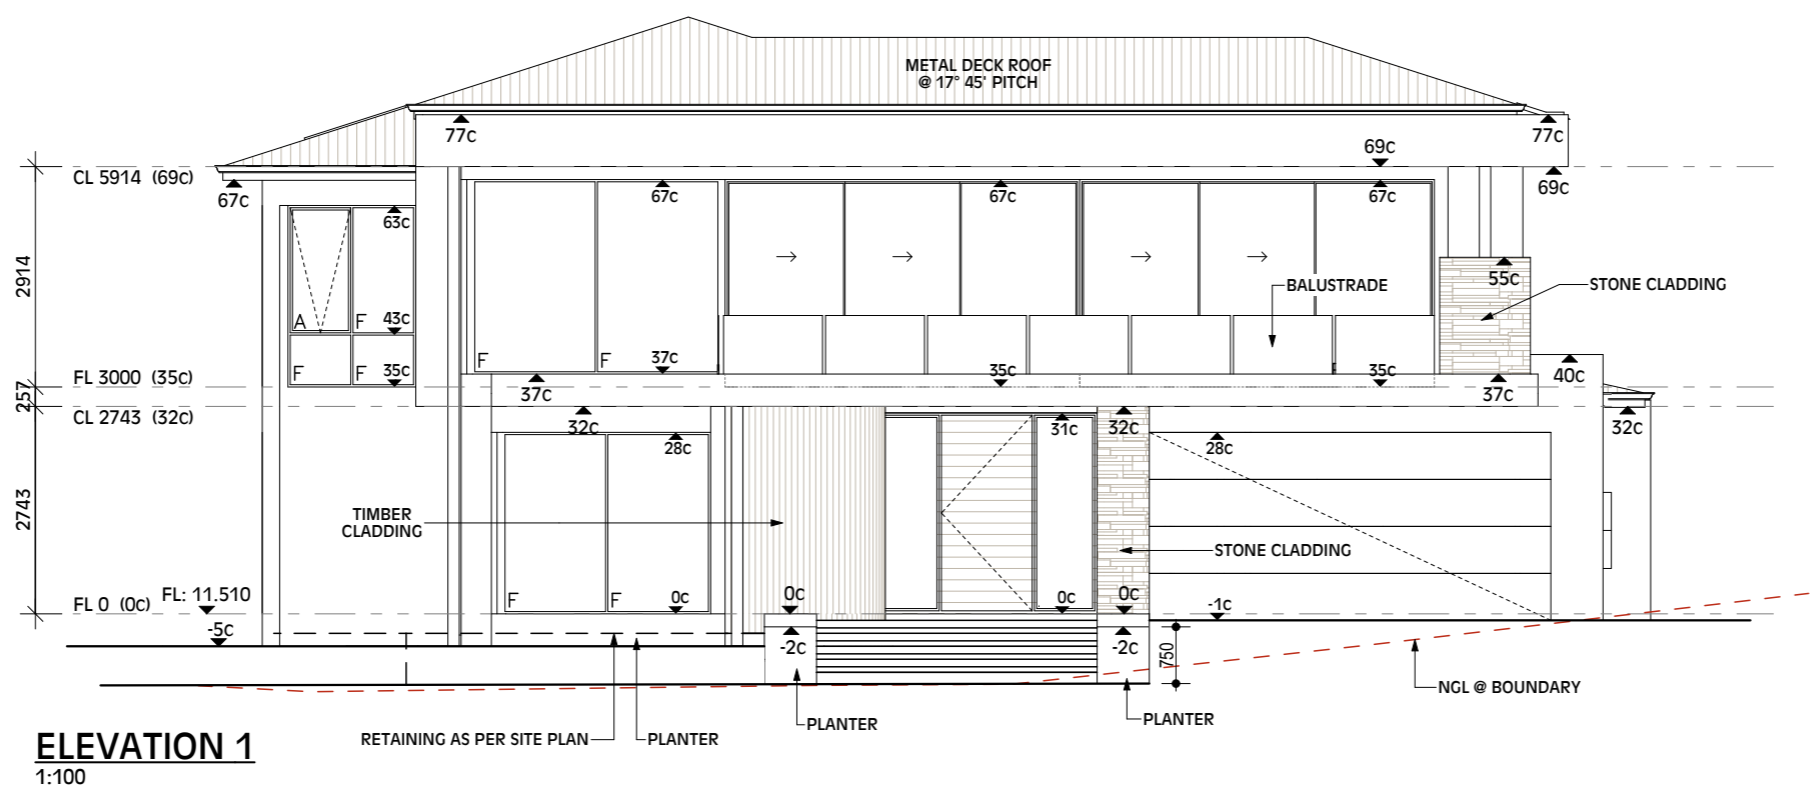 METAL DECK ROOF
@ 17° 45' PITCH
77c
77c
69c
CL 5914 (69c)
67c
67c
67c
67c
69c
63c
2914
55c
BALUSTRADE
STONE CLADDING
A
F
43c
F
F
35c
F
F
37c
35c
35c
FL 3000 (35c)
37c
37c
40c
257
CL 2743 (32c)
32c
31c
32c
32c
28c
28c
2743
TIMBER
CLADDING
STONE CLADDING
FL 0 (0c)
FL: 11.510
F
F
0c
0c
0c
0c
-1c
-5c
-2c
-2c
750
NGL @ BOUNDARY
PLANTER
PLANTER
RETAINING AS PER SITE PLAN
PLANTER
ELEVATION 1
1:100